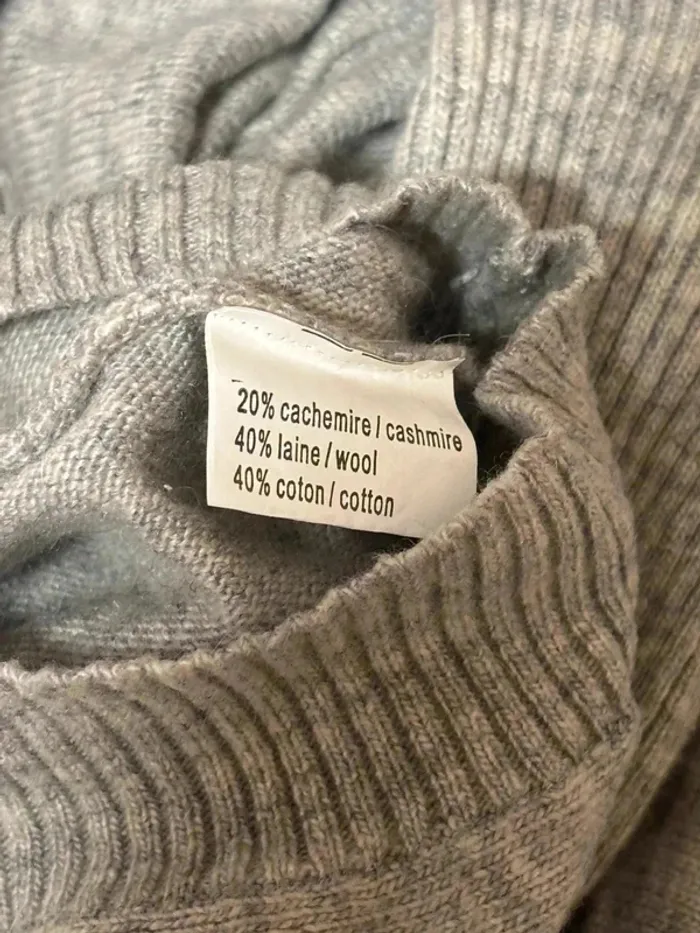 20% cachemire / cashmire
40% laine / wool
40% coton / cotton